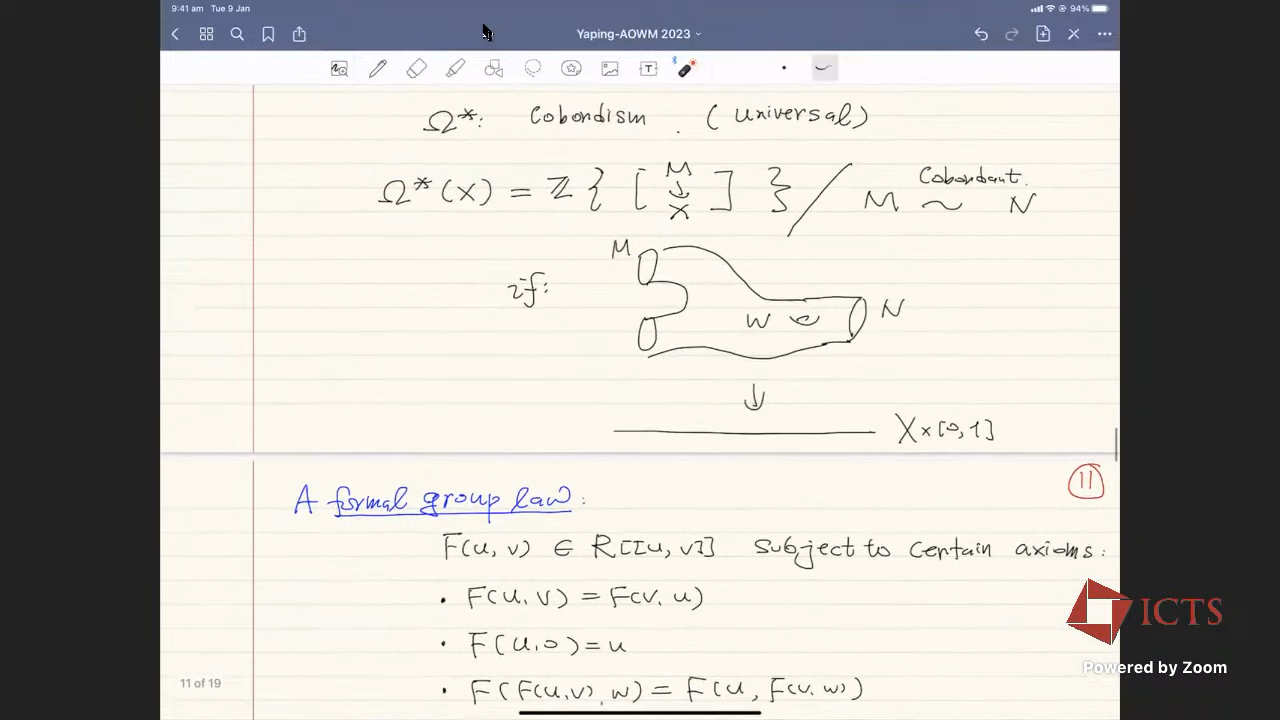 9:41 am Tue 9 Jan
94%
Yaping-AOWM 2023
Ω*: Cobondism . (universal)
Ω*(X) = ℤ { [ M ↓ X ] } / M ~ N
Cobondant.
M
if:
W
N
↓
X×[0,1]
11
A formal group law:
F(u, v) ∈ R[[u, v]] subject to certain axioms:
· F(u, v) = F(v, u)
· F(u, 0) = u
· F(F(u,v), w) = F(u, F(v,w))
11 of 19
ICTS
Powered by Zoom